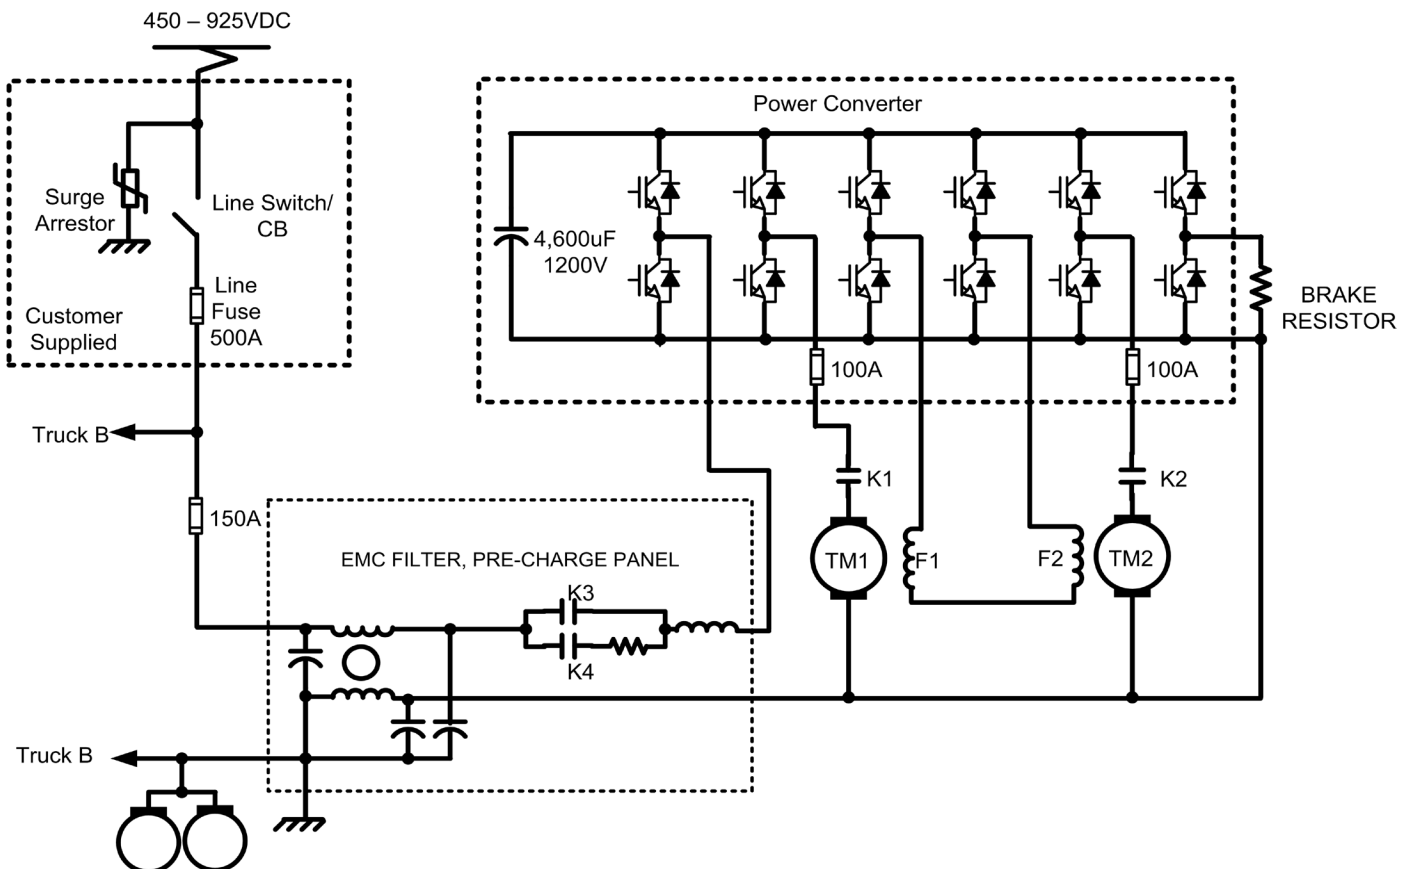 450 – 925VDC
Power Converter
Surge
Arrestor
Line Switch/
CB
4,600uF
1200V
Line
Fuse
500A
Customer
Supplied
BRAKE
RESISTOR
100A
100A
Truck B
K1
K2
150A
EMC FILTER, PRE-CHARGE PANEL
TM1
F1
F2
TM2
K3
K4
Truck B